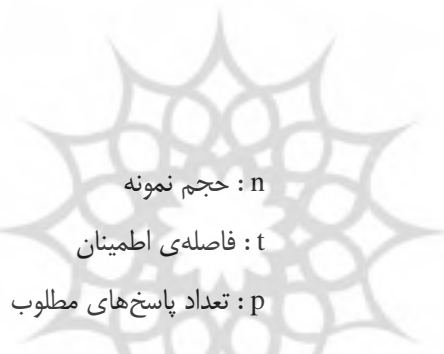 n : حجم نمونه
t : فاصله‌ی اطمینان
p : تعداد پاسخ‌های مطلوب